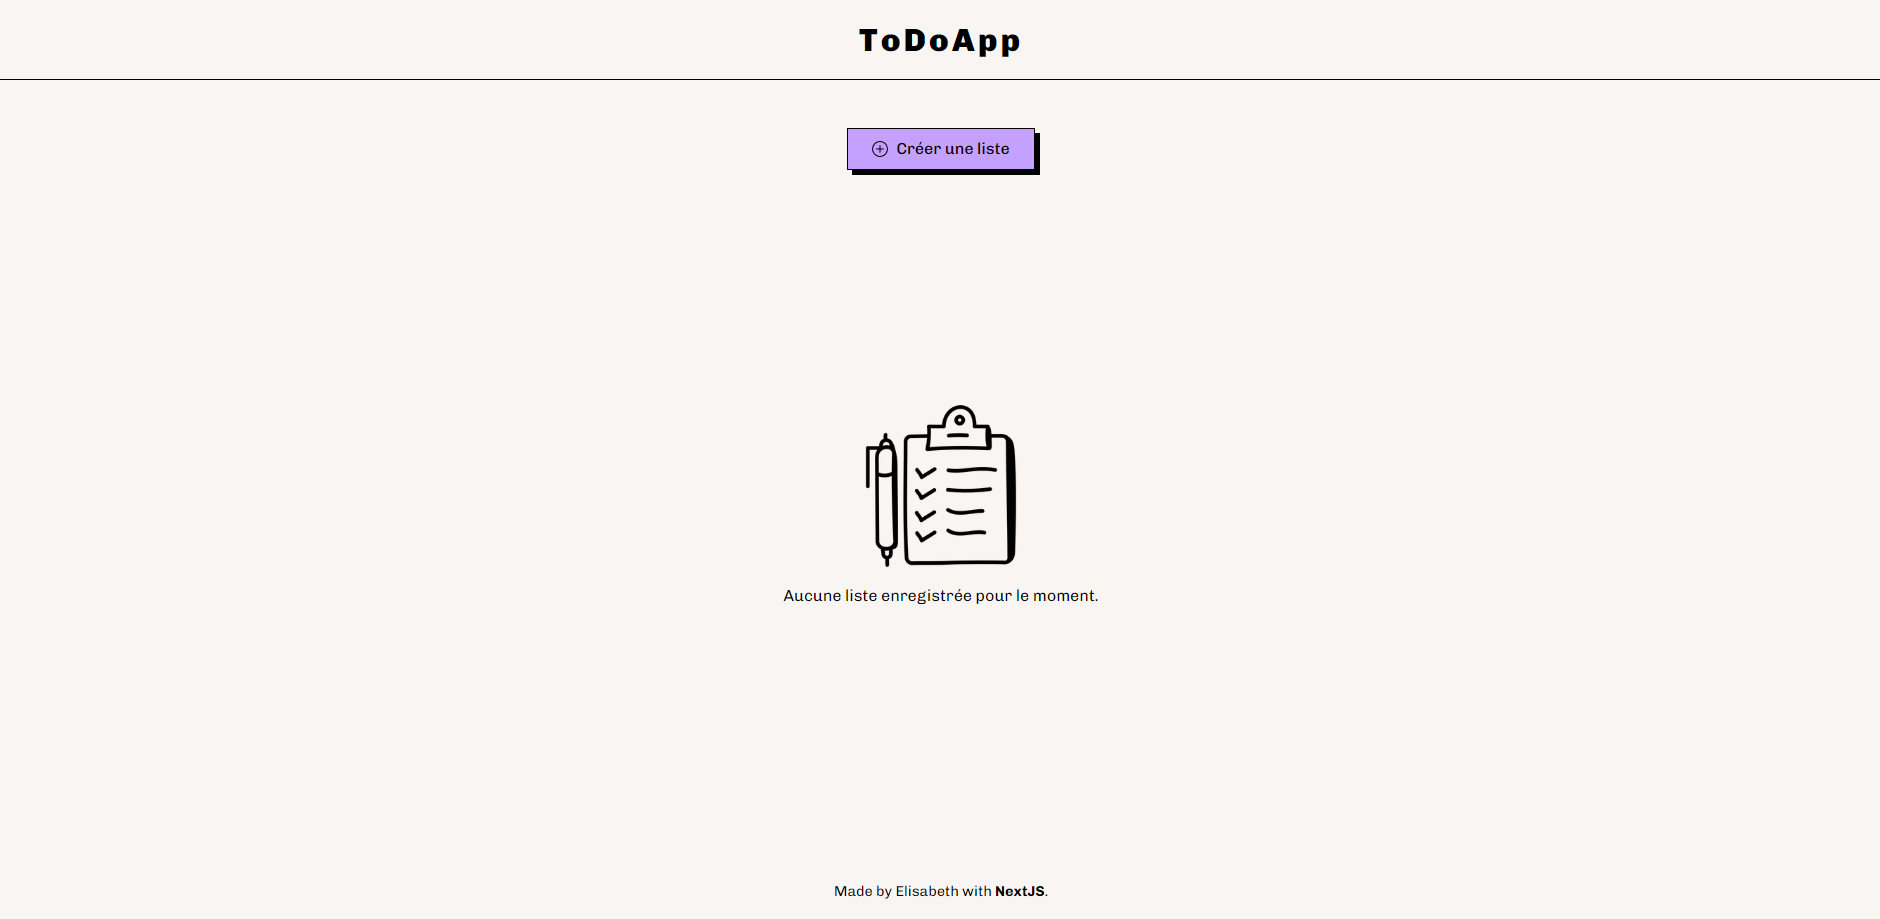 ToDoApp
Créer une liste
Aucune liste enregistrée pour le moment.
Made by Elisabeth with NextJS.